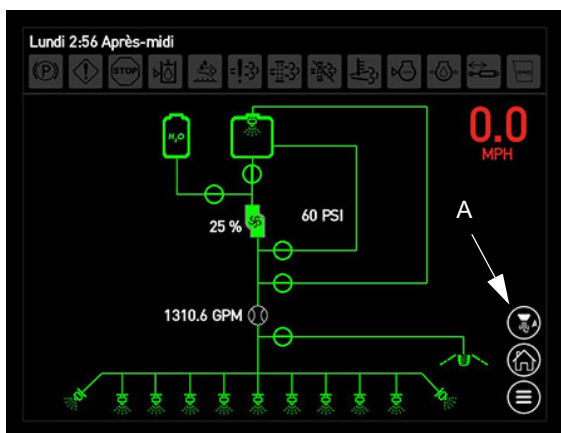 Lundi 2:56 Après-midi
(P)
STOP
0.0
MPH
H₂O
25 %
60 PSI
A
1310.6 GPM
A